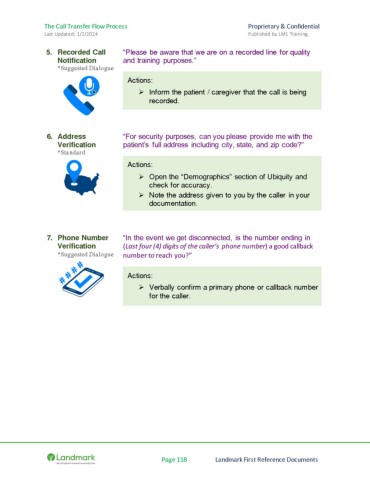 The Call Transfer Flow Process Proprietary & Confidential
Last Updated: 1/2/2024 Published by LMS Training
5. Recorded Call Notification
*Suggested Dialogue
"Please be aware that we are on a recorded line for quality
and training purposes."
Actions:
➢ Inform the patient / caregiver that the call is being
recorded.
6. Address
Verification
*Standard
"For security purposes, can you please provide me with the
patient's full address including city, state, and zip code?"
Actions:
➢ Open the "Demographics" section of Ubiquity and
check for accuracy.
➢ Note the address given to you by the caller in your
documentation.
7. Phone Number
Verification
*Suggested Dialogue
"In the event we get disconnected, is the number ending in
(Last four (4) digits of the caller's phone number) a good callback
number to reach you?"
####
Actions:
➢ Verbally confirm a primary phone or callback number
for the caller.
Landmark
Page 118 Landmark First Reference Documents